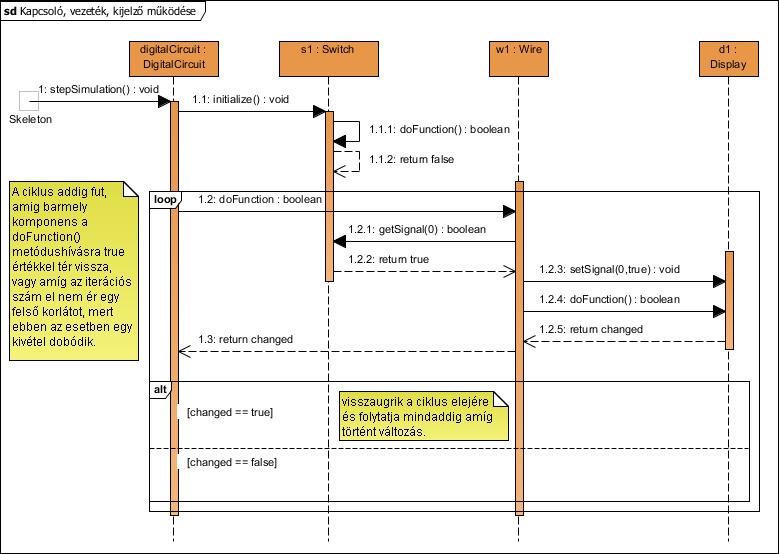 sd Kapcsoló, vezeték, kijelző működése
digitalCircuit :
DigitalCircuit
s1 : Switch
w1 : Wire
d1 :
Display
1: stepSimulation() : void
Skeleton
1.1: initialize() : void
1.1.1: doFunction() : boolean
1.1.2: return false
A ciklus addig fut,
amig barmely
komponens a
doFunction()
metódushívásra true
értékkel tér vissza,
vagy amíg az iterációs
szám el nem ér egy
felső korlátot, mert
ebben az esetben egy
kivétel dobódik.
loop
1.2: doFunction : boolean
1.2.1: getSignal(0) : boolean
1.2.2: return true
1.2.3: setSignal(0,true) : void
1.2.4: doFunction() : boolean
1.2.5: return changed
1.3: return changed
alt
[changed == true]
visszaugrik a ciklus elejére
és folytatja mindaddig amíg
történt változás.
[changed == false]